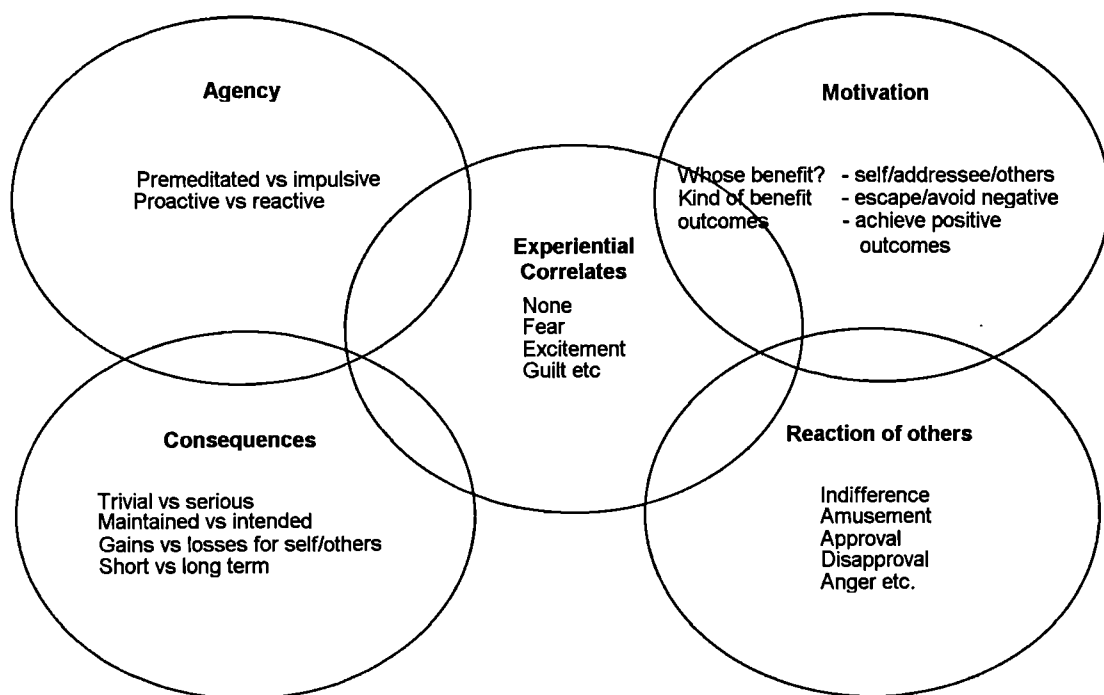 Agency
Premeditated vs impulsive
Proactive vs reactive
Motivation
Whose benefit? - self/addressee/others
Kind of benefit - escape/avoid negative
outcomes - achieve positive
outcomes
Experiential
Correlates
None
Fear
Excitement
Guilt etc
Consequences
Trivial vs serious
Maintained vs intended
Gains vs losses for self/others
Short vs long term
Reaction of others
Indifference
Amusement
Approval
Disapproval
Anger etc.